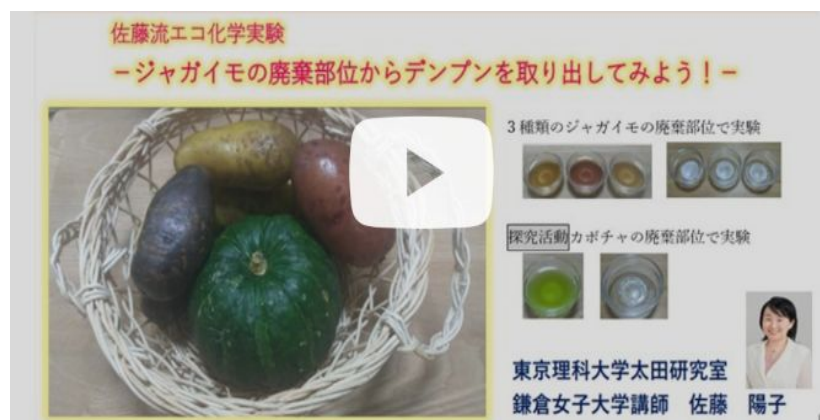 佐藤流エコ化学実験
－ジャガイモの廃棄部位からデンプンを取り出してみよう！－
3種類のジャガイモの廃棄部位で実験
探究活動カボチャの廃棄部位で実験
東京理科大学太田研究室
鎌倉女子大学講師　佐藤　陽子